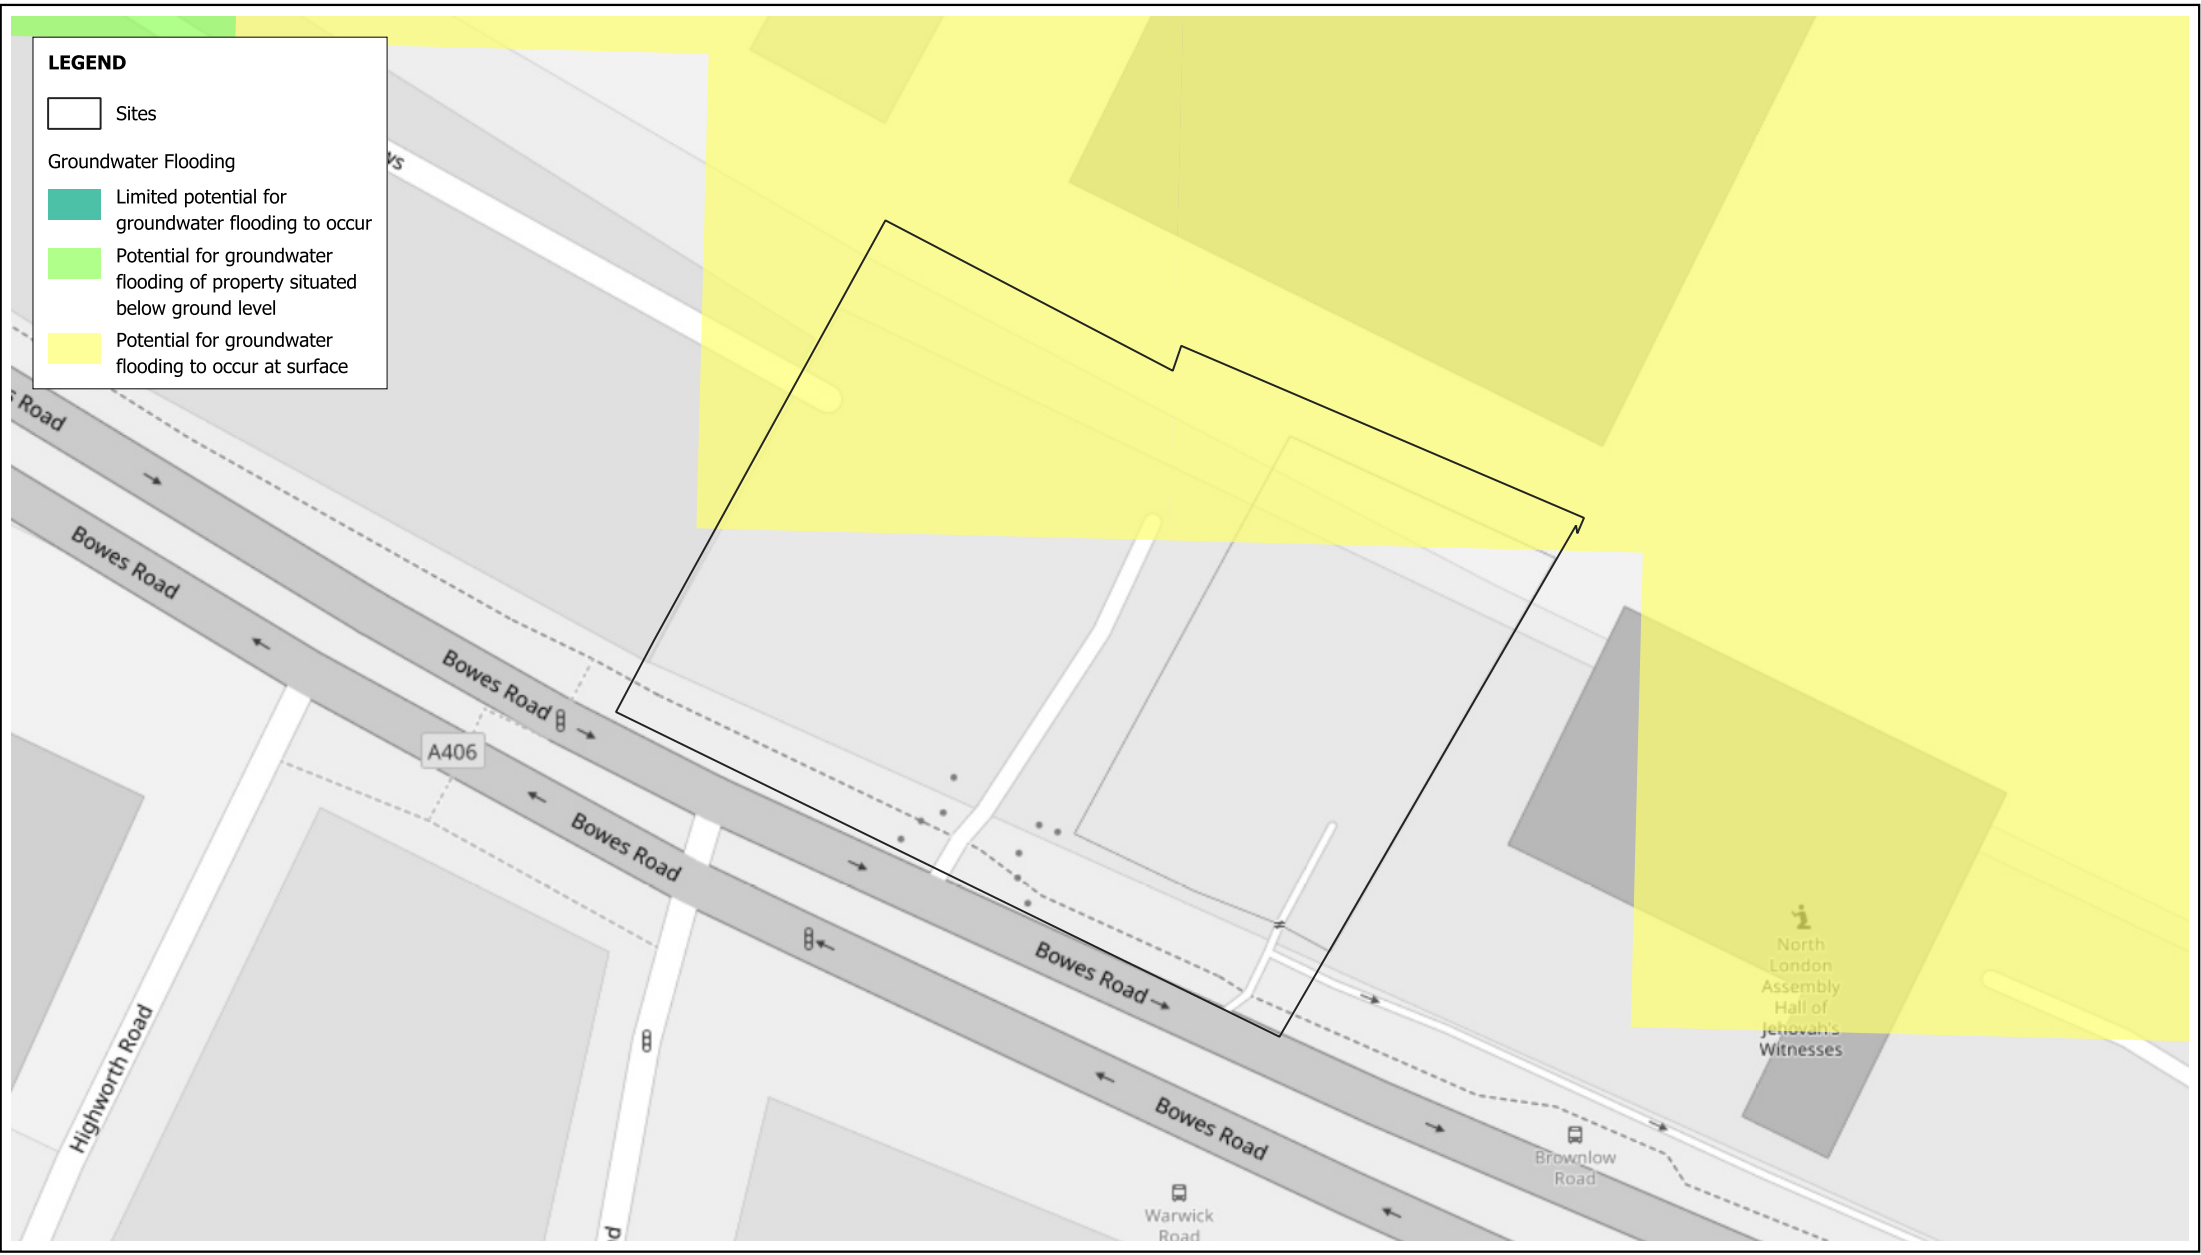 LEGEND
Sites
Groundwater Flooding
Limited potential for
groundwater flooding to occur
Potential for groundwater
flooding of property situated
below ground level
Potential for groundwater
flooding to occur at surface
Road
Bowes Road
Bowes Road
A406
Bowes Road
Bowes Road
Bowes Road
Highworth Road
North
London
Assembly
Hall of
Jehovah's
Witnesses
Brownlow
Road
Warwick
Road